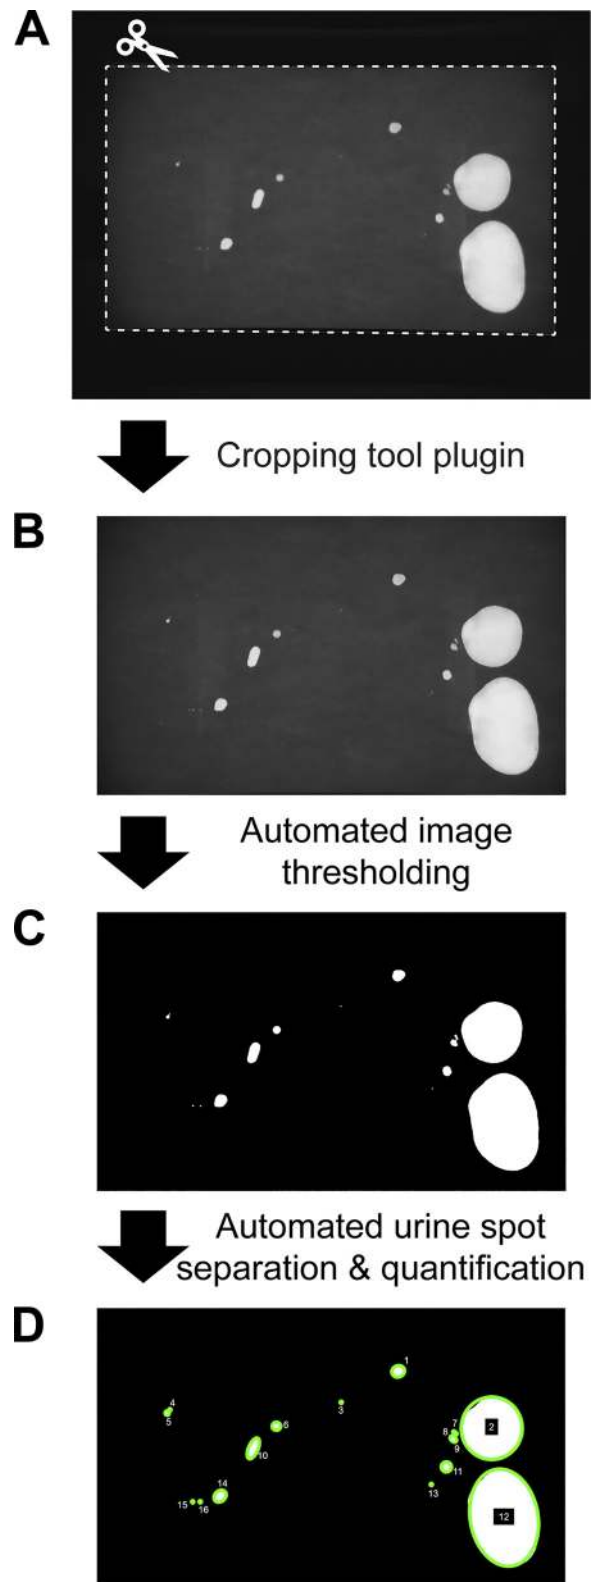 A
Cropping tool plugin
B
Automated image
thresholding
C
Automated urine spot
separation & quantification
D
1
4
5
3
2
6
7
8
9
10
11
14
13
15
16
12